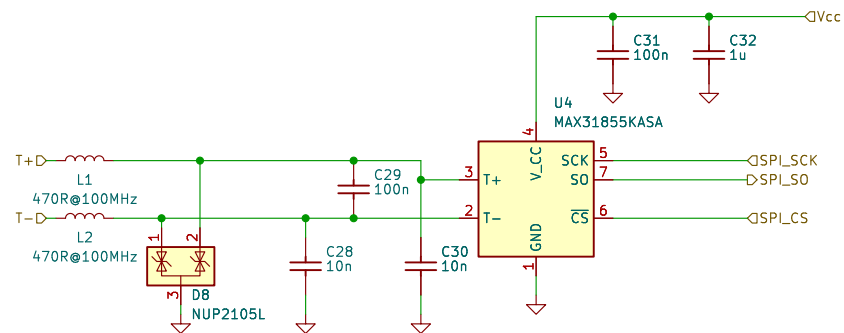 Vcc
C31
100n
C32
1u
U4
MAX31855KASA
4
V_CC
T+
L1
470R@100MHz
C29
100n
3
T+
SCK
5
SPI_SCK
SO
7
SPI_SO
T-
L2
470R@100MHz
2
T-
CS
6
SPI_CS
1
2
C28
10n
C30
10n
GND
1
3
D8
NUP2105L